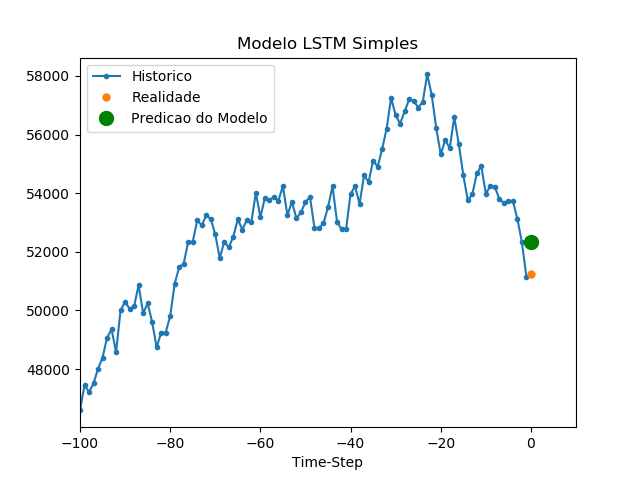 Modelo LSTM Simples
Historico
Realidade
Predicao do Modelo
58000
56000
54000
52000
50000
48000
−100 −80 −60 −40 −20 0
Time-Step